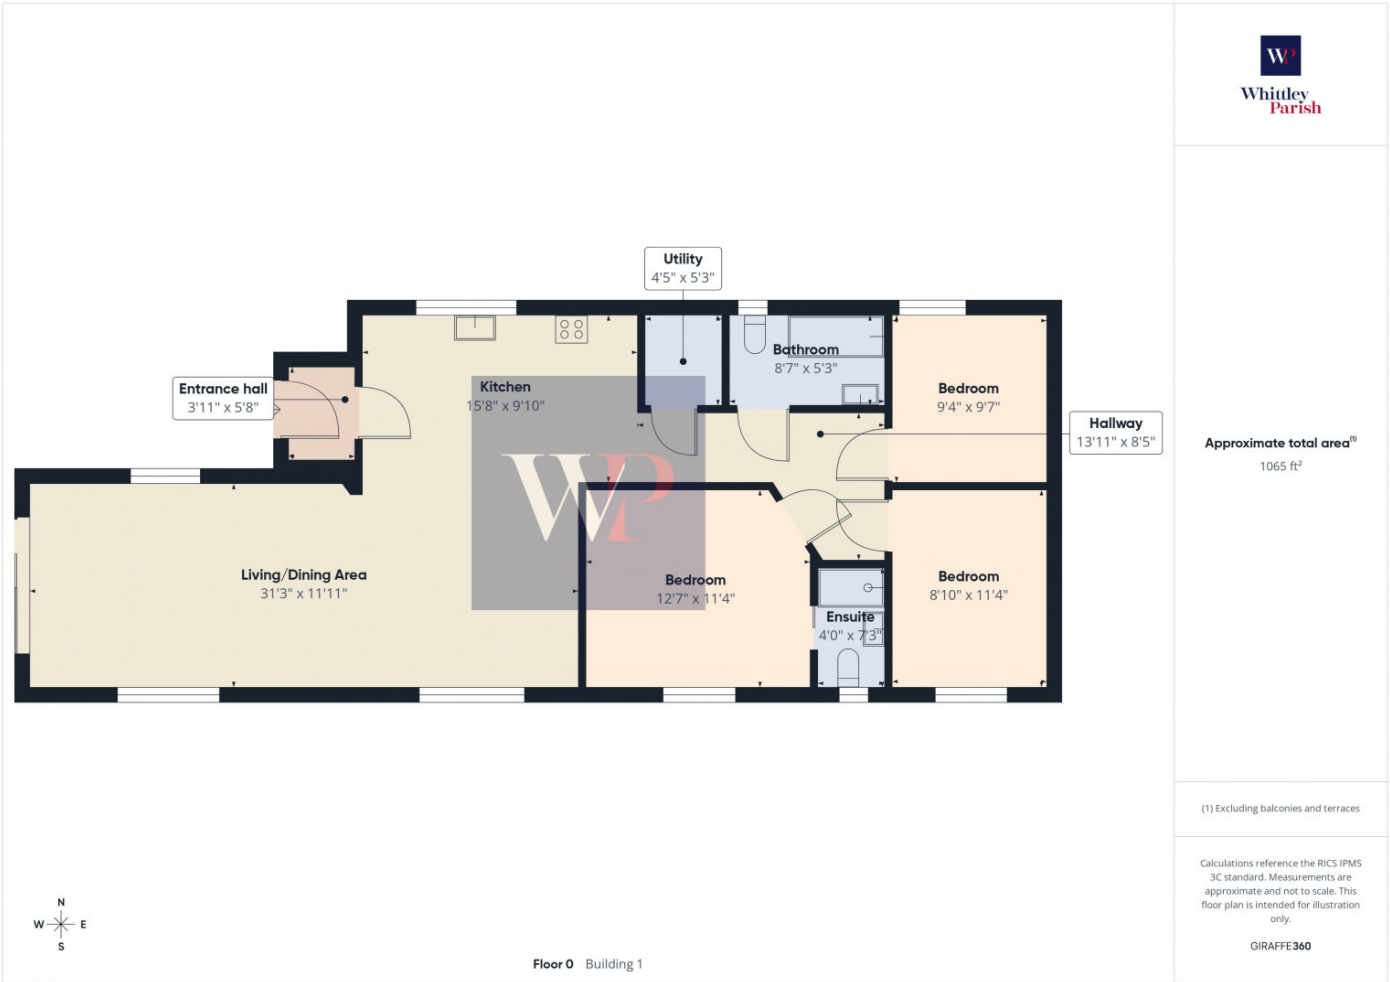 WP
Whittley
Parish
Utility
4'5" x 5'3"
Entrance hall
3'11" x 5'8"
Kitchen
15'8" x 9'10"
Bathroom
8'7" x 5'3"
Bedroom
9'4" x 9'7"
Hallway
13'11" x 8'5"
WP
Living/Dining Area
31'3" x 11'11"
Bedroom
12'7" x 11'4"
Ensuite
4'0" x 7'3"
Bedroom
8'10" x 11'4"
Approximate total area(1)
1065 ft²
(1) Excluding balconies and terraces
Calculations reference the RICS IPMS
3C standard. Measurements are
approximate and not to scale. This
floor plan is intended for illustration
only.
GIRAFFE360
N
W E
S
Floor 0 Building 1